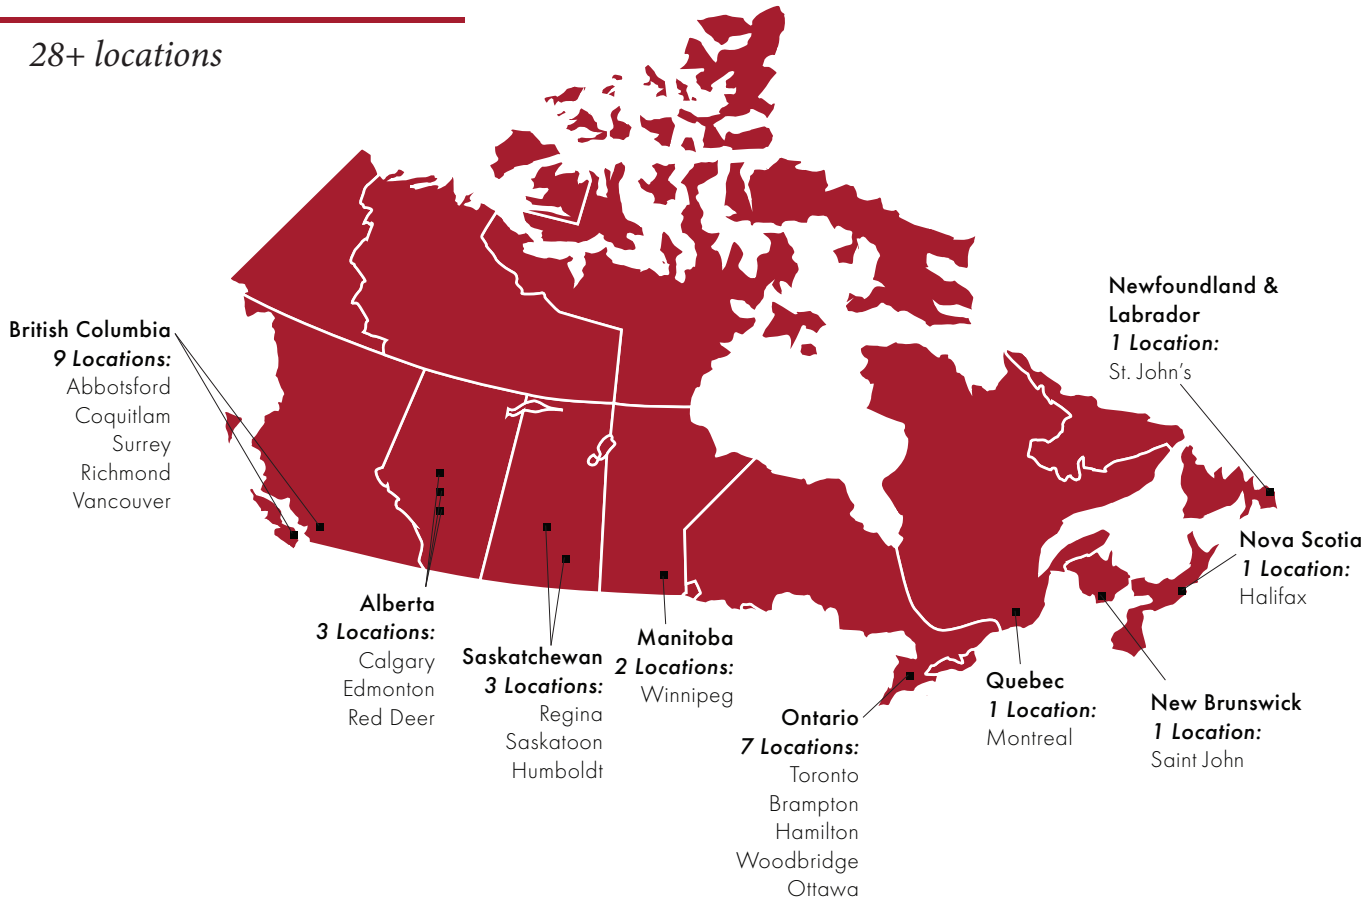 28+ locations
British Columbia
9 Locations:
Abbotsford
Coquitlam
Surrey
Richmond
Vancouver
Alberta
3 Locations:
Calgary
Edmonton
Red Deer
Saskatchewan
3 Locations:
Regina
Saskatoon
Humboldt
Manitoba
2 Locations:
Winnipeg
Ontario
7 Locations:
Toronto
Brampton
Hamilton
Woodbridge
Ottawa
Quebec
1 Location:
Montreal
New Brunswick
1 Location:
Saint John
Nova Scotia
1 Location:
Halifax
Newfoundland &
Labrador
1 Location:
St. John's